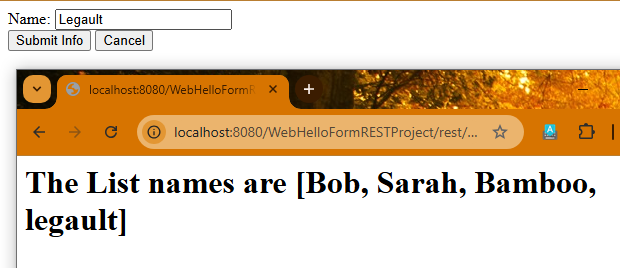 Name: Legault
Submit Info Cancel
localhost:8080/WebHelloFormR
localhost:8080/WebHelloFormRESTProject/rest/...
The List names are [Bob, Sarah, Bamboo,
legault]